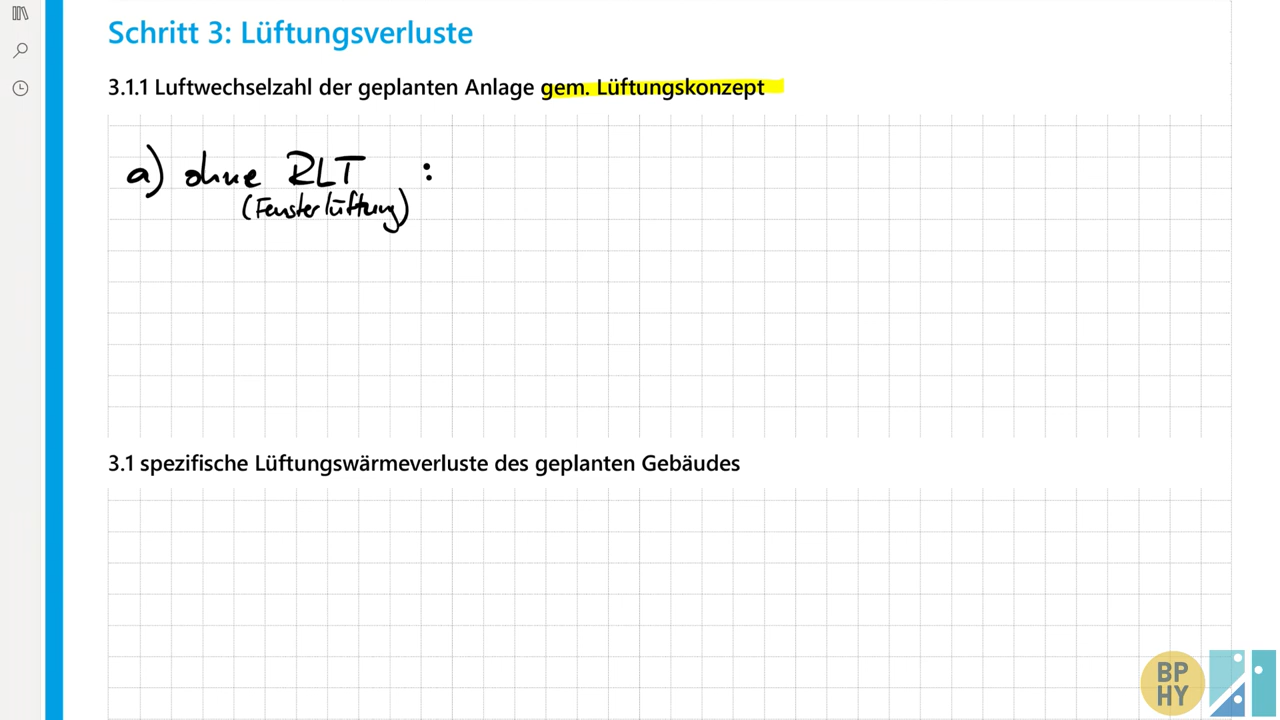 Schritt 3: Lüftungsverluste
3.1.1 Luftwechselzahl der geplanten Anlage gem. Lüftungskonzept
a) ohne RLT :
(Fensterlüftung)
3.1 spezifische Lüftungswärmeverluste des geplanten Gebäudes
BP
HY